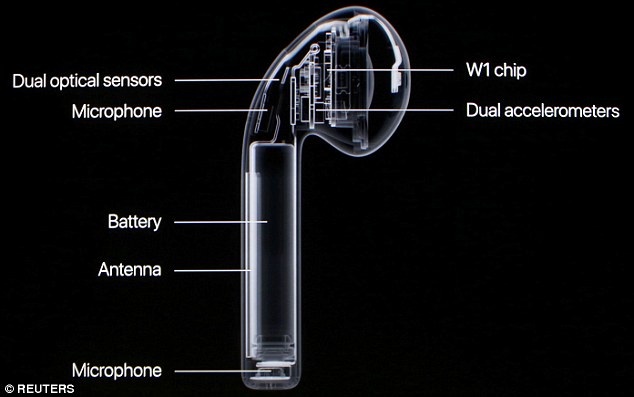 Dual optical sensors
Microphone
Battery
Antenna
Microphone
W1 chip
Dual accelerometers
© REUTERS